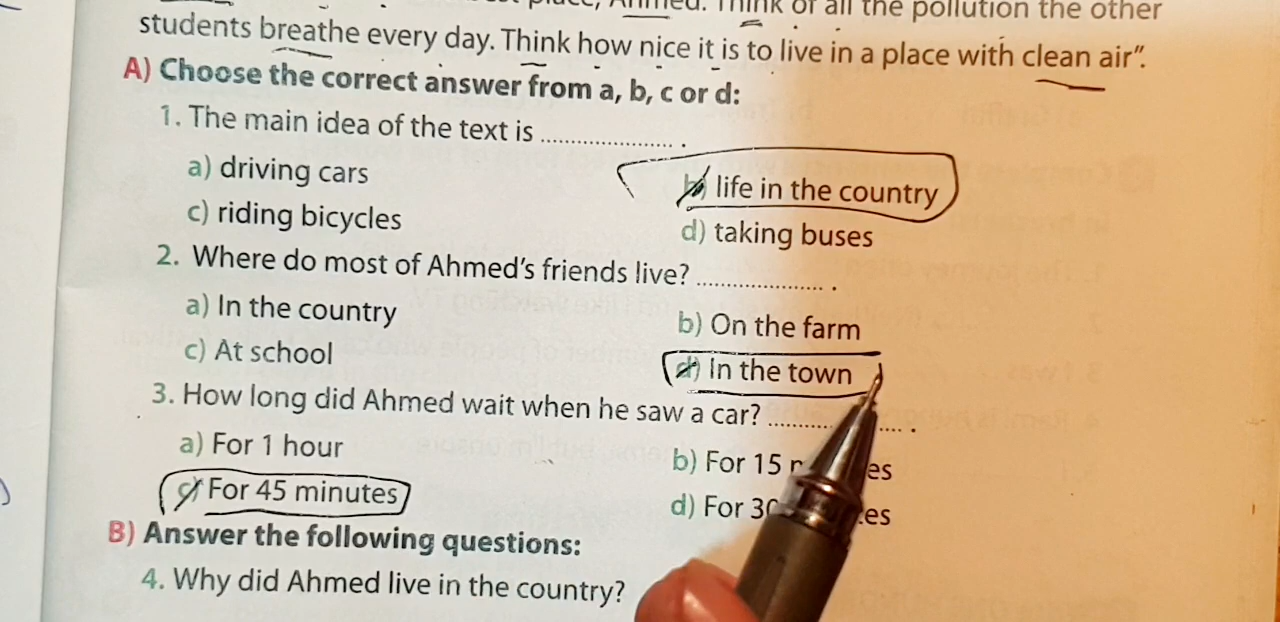 place, Ahmed. Think of all the pollution the other
students breathe every day. Think how nice it is to live in a place with clean air”.
A) Choose the correct answer from a, b, c or d:
1. The main idea of the text is .................... .
a) driving cars
b) life in the country
c) riding bicycles
d) taking buses
2. Where do most of Ahmed’s friends live? .................... .
a) In the country
b) On the farm
c) At school
d) In the town
3. How long did Ahmed wait when he saw a car? .................... .
a) For 1 hour
b) For 15
c) For 45 minutes
d) For
B) Answer the following questions:
4. Why did Ahmed live in the country?